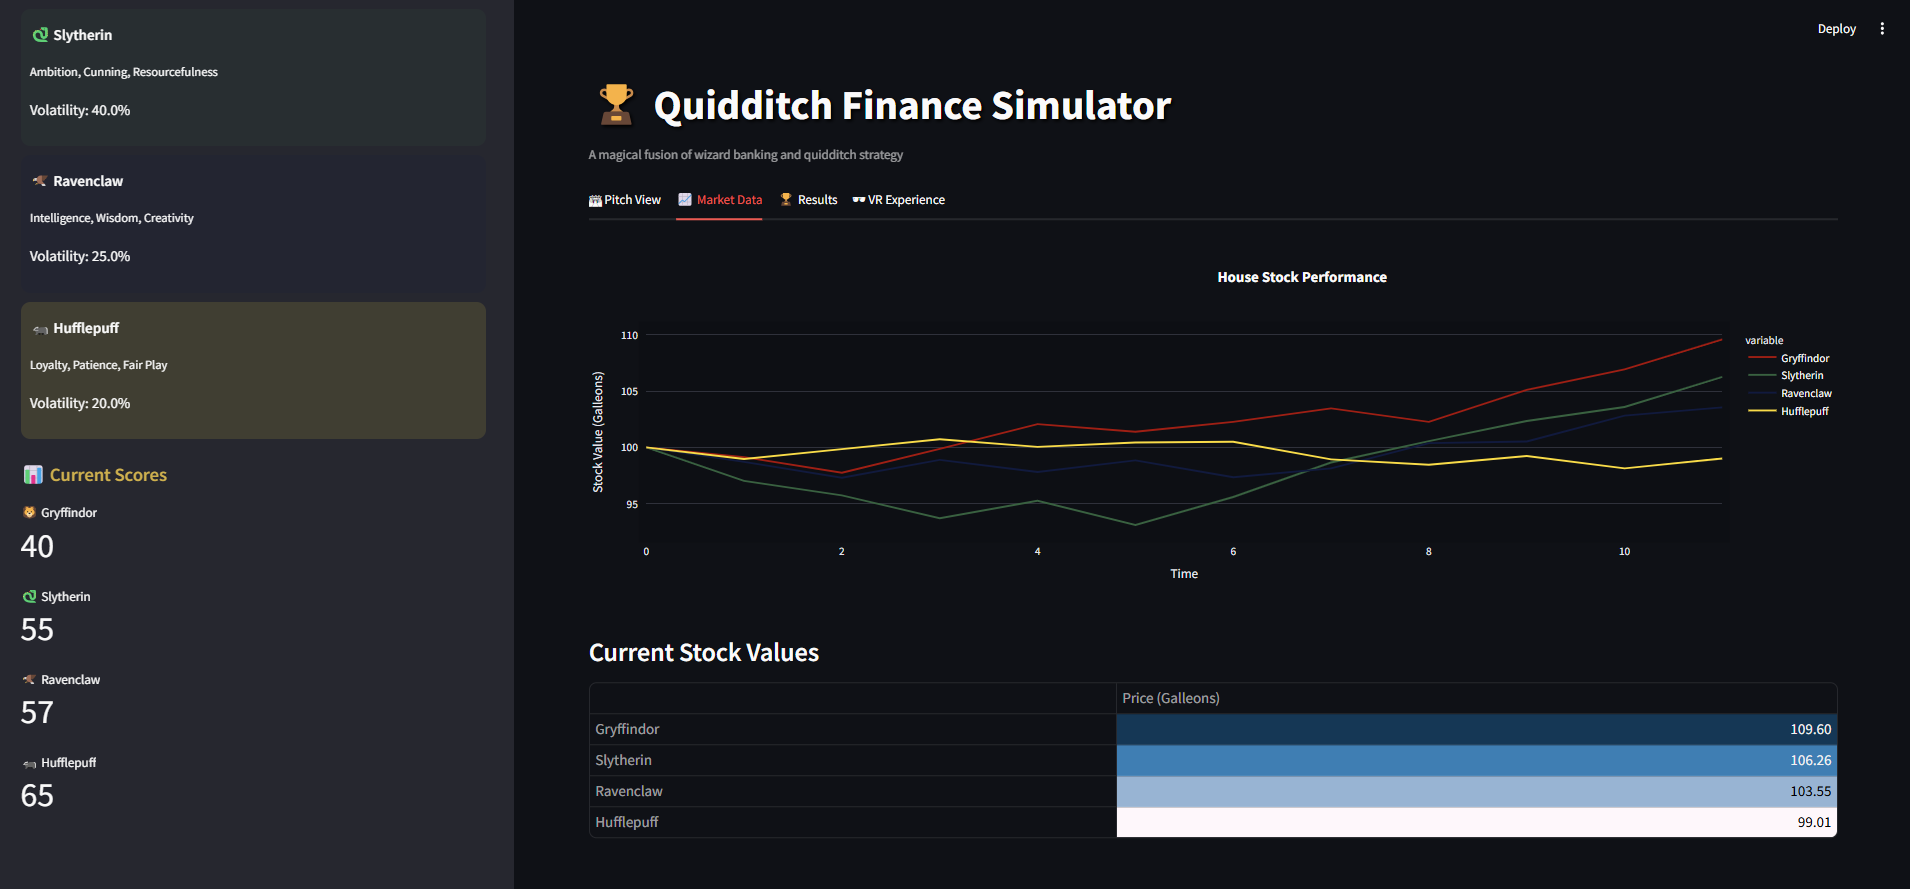 Slytherin
Ambition, Cunning, Resourcefulness
Volatility: 40.0%
Ravenclaw
Intelligence, Wisdom, Creativity
Volatility: 25.0%
Hufflepuff
Loyalty, Patience, Fair Play
Volatility: 20.0%
Current Scores
Gryffindor
40
Slytherin
55
Ravenclaw
57
Hufflepuff
65
Deploy
Quidditch Finance Simulator
A magical fusion of wizard banking and quidditch strategy
Pitch View Market Data Results VR Experience
House Stock Performance
Stock Value (Galleons)
110
105
100
95
0 2 4 6 8 10
Time
variable
Gryffindor
Slytherin
Ravenclaw
Hufflepuff
Current Stock Values
Price (Galleons)
Gryffindor 109.60
Slytherin 106.26
Ravenclaw 103.55
Hufflepuff 99.01